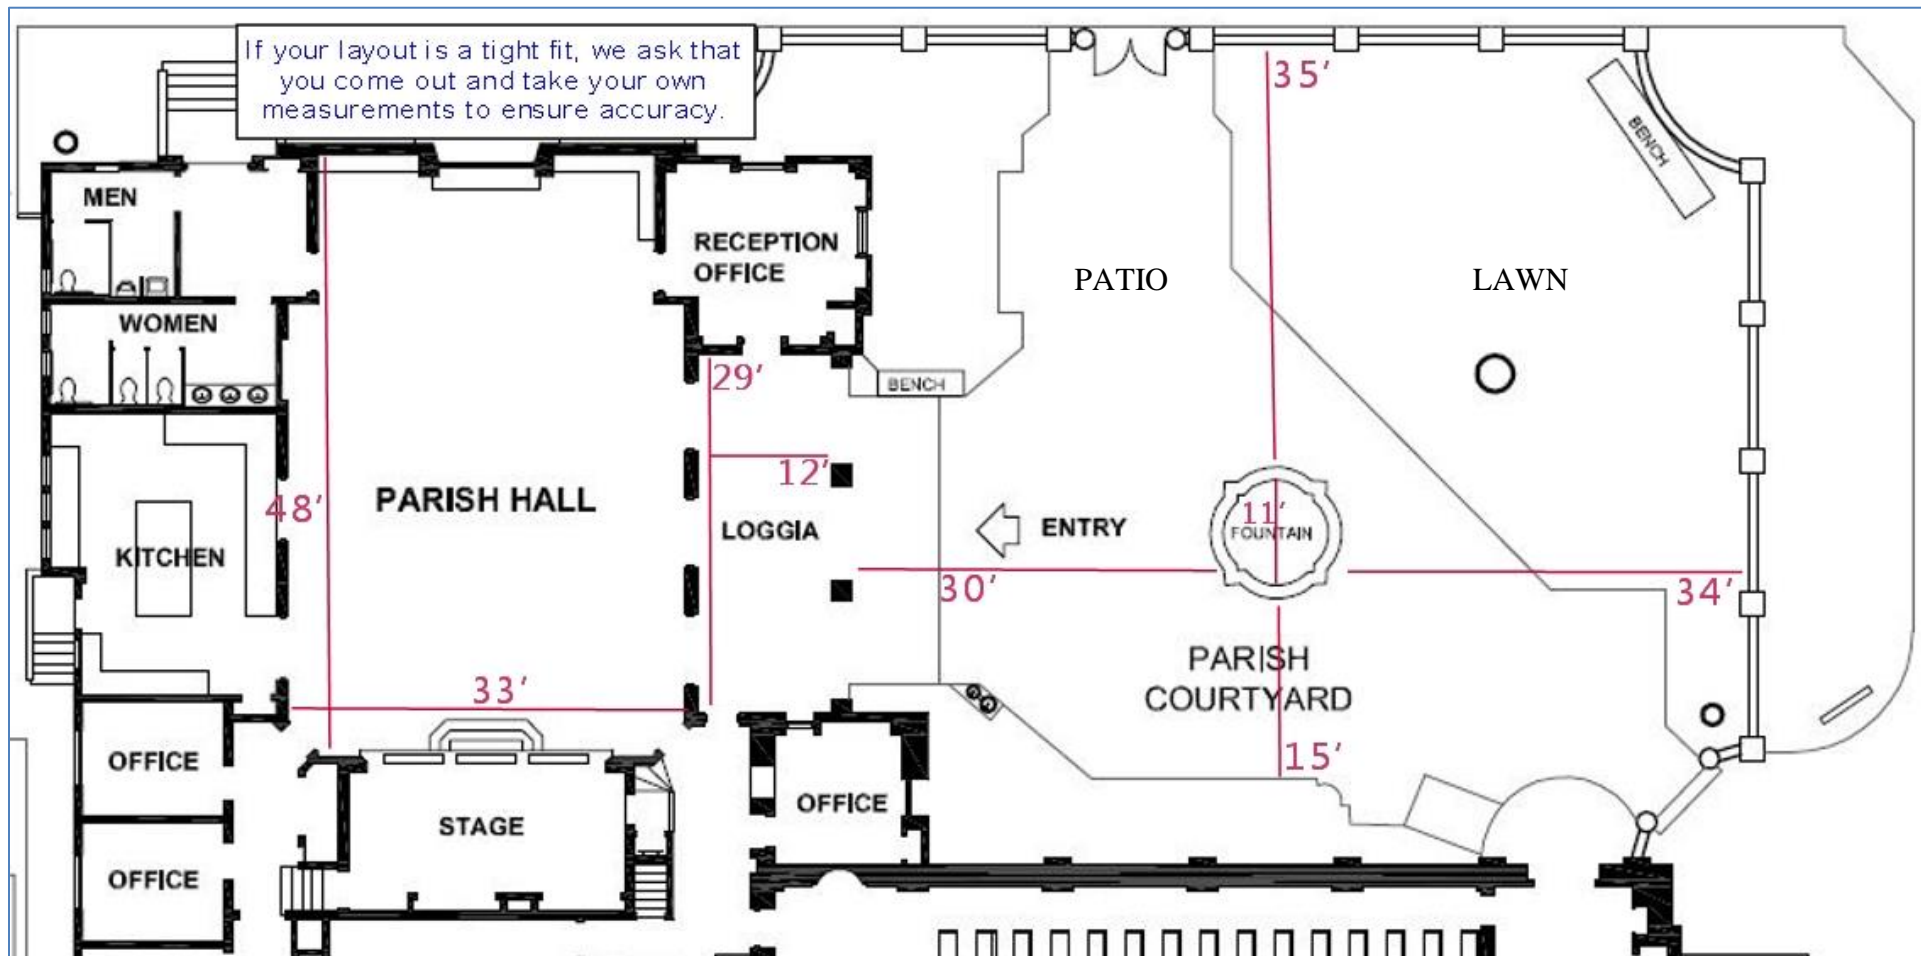 If your layout is a tight fit, we ask that
you come out and take your own
measurements to ensure accuracy.
35'
BENCH
MEN
RECEPTION
OFFICE
PATIO
LAWN
WOMEN
29'
BENCH
12'
48'
PARISH HALL
LOGGIA
ENTRY
11'
FOUNTAIN
KITCHEN
30'
34'
33'
PARISH
COURTYARD
15'
OFFICE
STAGE
OFFICE
OFFICE